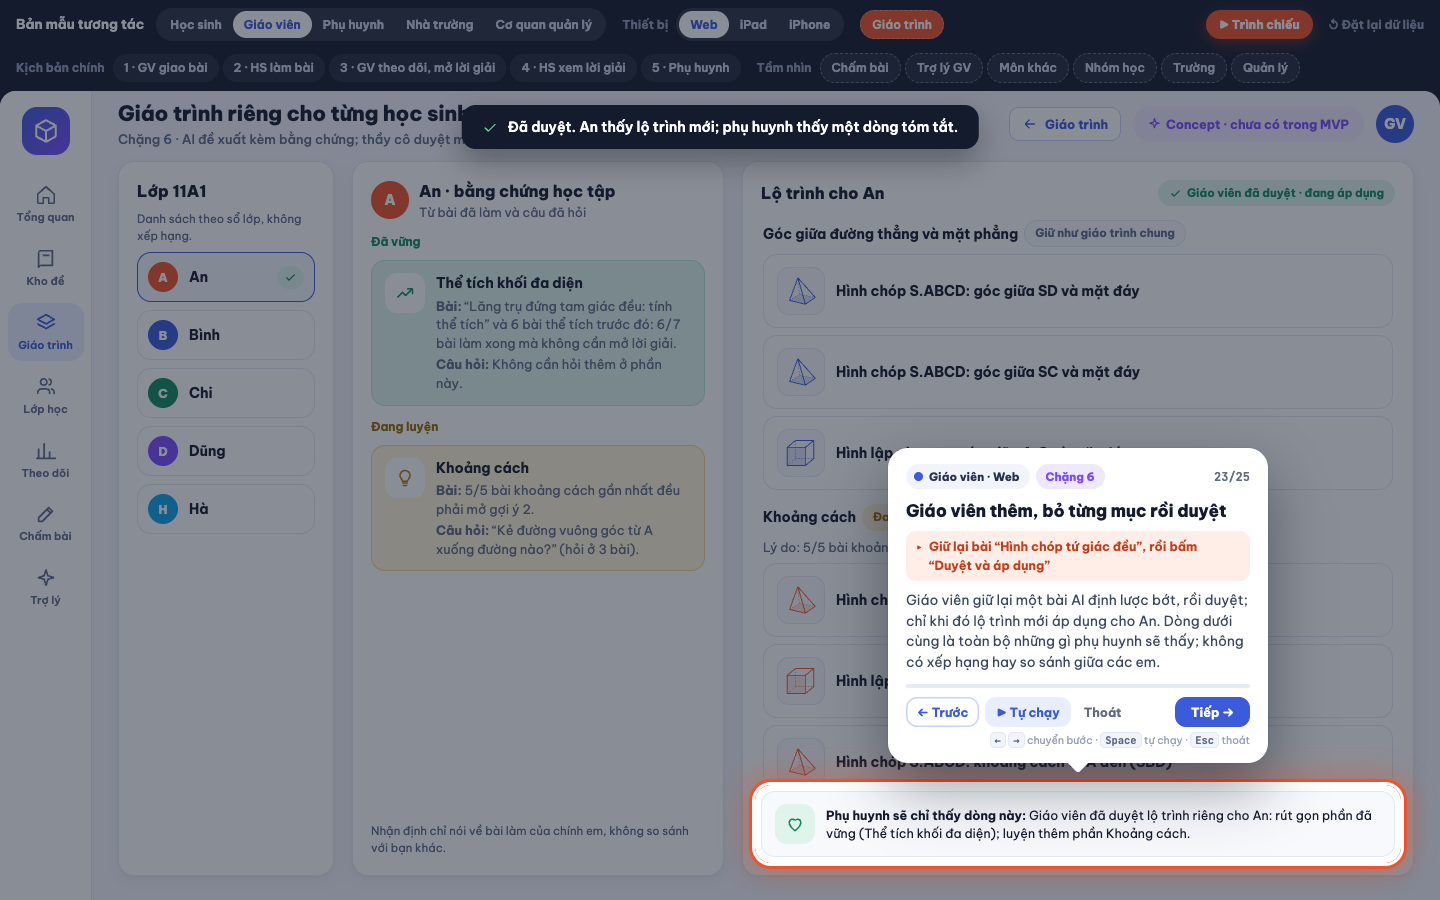 Bản mẫu tương tác
Học sinh
Giáo viên
Phụ huynh
Nhà trường
Cơ quan quản lý
Thiết bị
Web
iPad
iPhone
Giáo trình
Trình chiếu
Đặt lại dữ liệu
Kịch bản chính
1 · GV giao bài
2 · HS làm bài
3 · GV theo dõi, mở lời giải
4 · HS xem lời giải
5 · Phụ huynh
Tầm nhìn
Chấm bài
Trợ lý GV
Môn khác
Nhóm học
Trường
Quản lý
Giáo trình riêng cho từng học sinh
Chặng 6 · AI đề xuất kèm bằng chứng; thầy cô duyệt
Đã duyệt. An thấy lộ trình mới; phụ huynh thấy một dòng tóm tắt.
← Giáo trình
Concept · chưa có trong MVP
GV
Tổng quan
Kho đề
Giáo trình
Lớp học
Theo dõi
Chấm bài
Trợ lý
Lớp 11A1
Danh sách theo sổ lớp, không
xếp hạng.
A An
B Bình
C Chi
D Dũng
H Hà
A
An · bằng chứng học tập
Từ bài đã làm và câu đã hỏi
Đã vững
Thể tích khối đa diện
Bài: “Lăng trụ đứng tam giác đều: tính
thể tích” và 6 bài thể tích trước đó: 6/7
bài làm xong mà không cần mở lời giải.
Câu hỏi: Không cần hỏi thêm ở phần
này.
Đang luyện
Khoảng cách
Bài: 5/5 bài khoảng cách gần nhất đều
phải mở gợi ý 2.
Câu hỏi: “Kẻ đường vuông góc từ A
xuống đường nào?” (hỏi ở 3 bài).
Nhận định chỉ nói về bài làm của chính em, không so sánh
với bạn khác.
Lộ trình cho An
Giáo viên đã duyệt · đang áp dụng
Góc giữa đường thẳng và mặt phẳng
Giữ như giáo trình chung
Hình chóp S.ABCD: góc giữa SD và mặt đáy
Hình chóp S.ABCD: góc giữa SC và mặt đáy
Hình lập
Khoảng cách
Lý do: 5/5 bài khoảng
Hình
Hình lập
Hình chóp S.ABCD: khoảng cách
Giáo viên · Web
Chặng 6
23/25
Giáo viên thêm, bỏ từng mục rồi duyệt
▸ Giữ lại bài “Hình chóp tứ giác đều”, rồi bấm
“Duyệt và áp dụng”
Giáo viên giữ lại một bài AI định lược bớt, rồi duyệt;
chỉ khi đó lộ trình mới áp dụng cho An. Dòng dưới
cùng là toàn bộ những gì phụ huynh sẽ thấy; không
có xếp hạng hay so sánh giữa các em.
← Trước
Tự chạy
Thoát
Tiếp →
← → chuyển bước · Space tự chạy · Esc thoát
Phụ huynh sẽ chỉ thấy dòng này: Giáo viên đã duyệt lộ trình riêng cho An: rút gọn phần đã
vững (Thể tích khối đa diện); luyện thêm phần Khoảng cách.